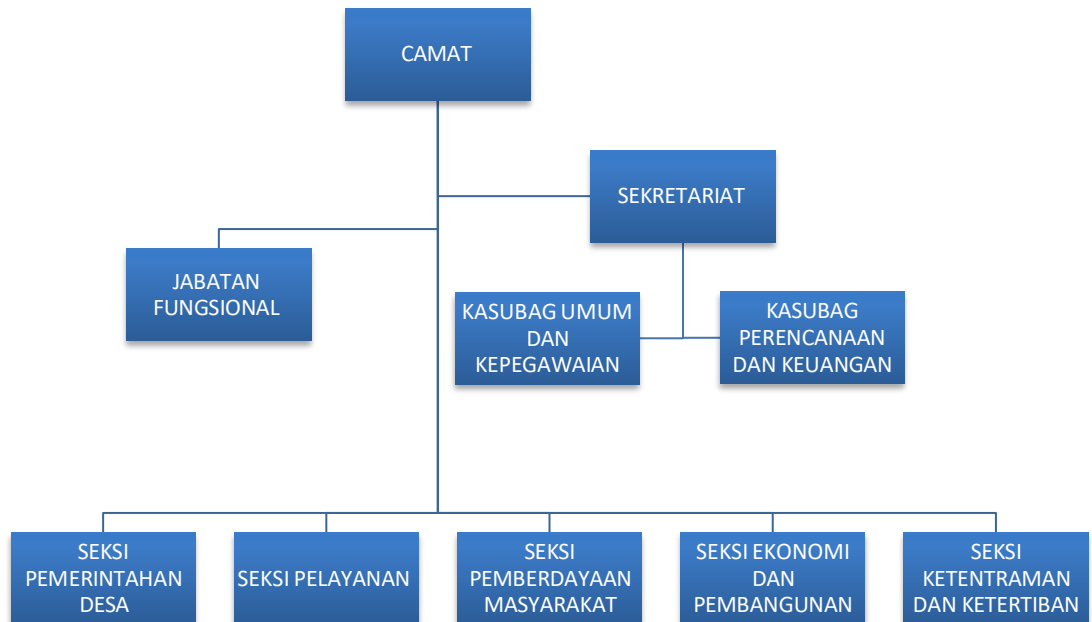 CAMAT
SEKRETARIAT
JABATAN
FUNGSIONAL
KASUBAG UMUM
DAN
KEPEGAWAIAN
KASUBAG
PERENCANAAN
DAN KEUANGAN
SEKSI
PEMERINTAHAN
DESA
SEKSI PELAYANAN
SEKSI
PEMBERDAYAAN
MASYARAKAT
SEKSI EKONOMI
DAN
PEMBANGUNAN
SEKSI
KETENTRAMAN
DAN KETERTIBAN